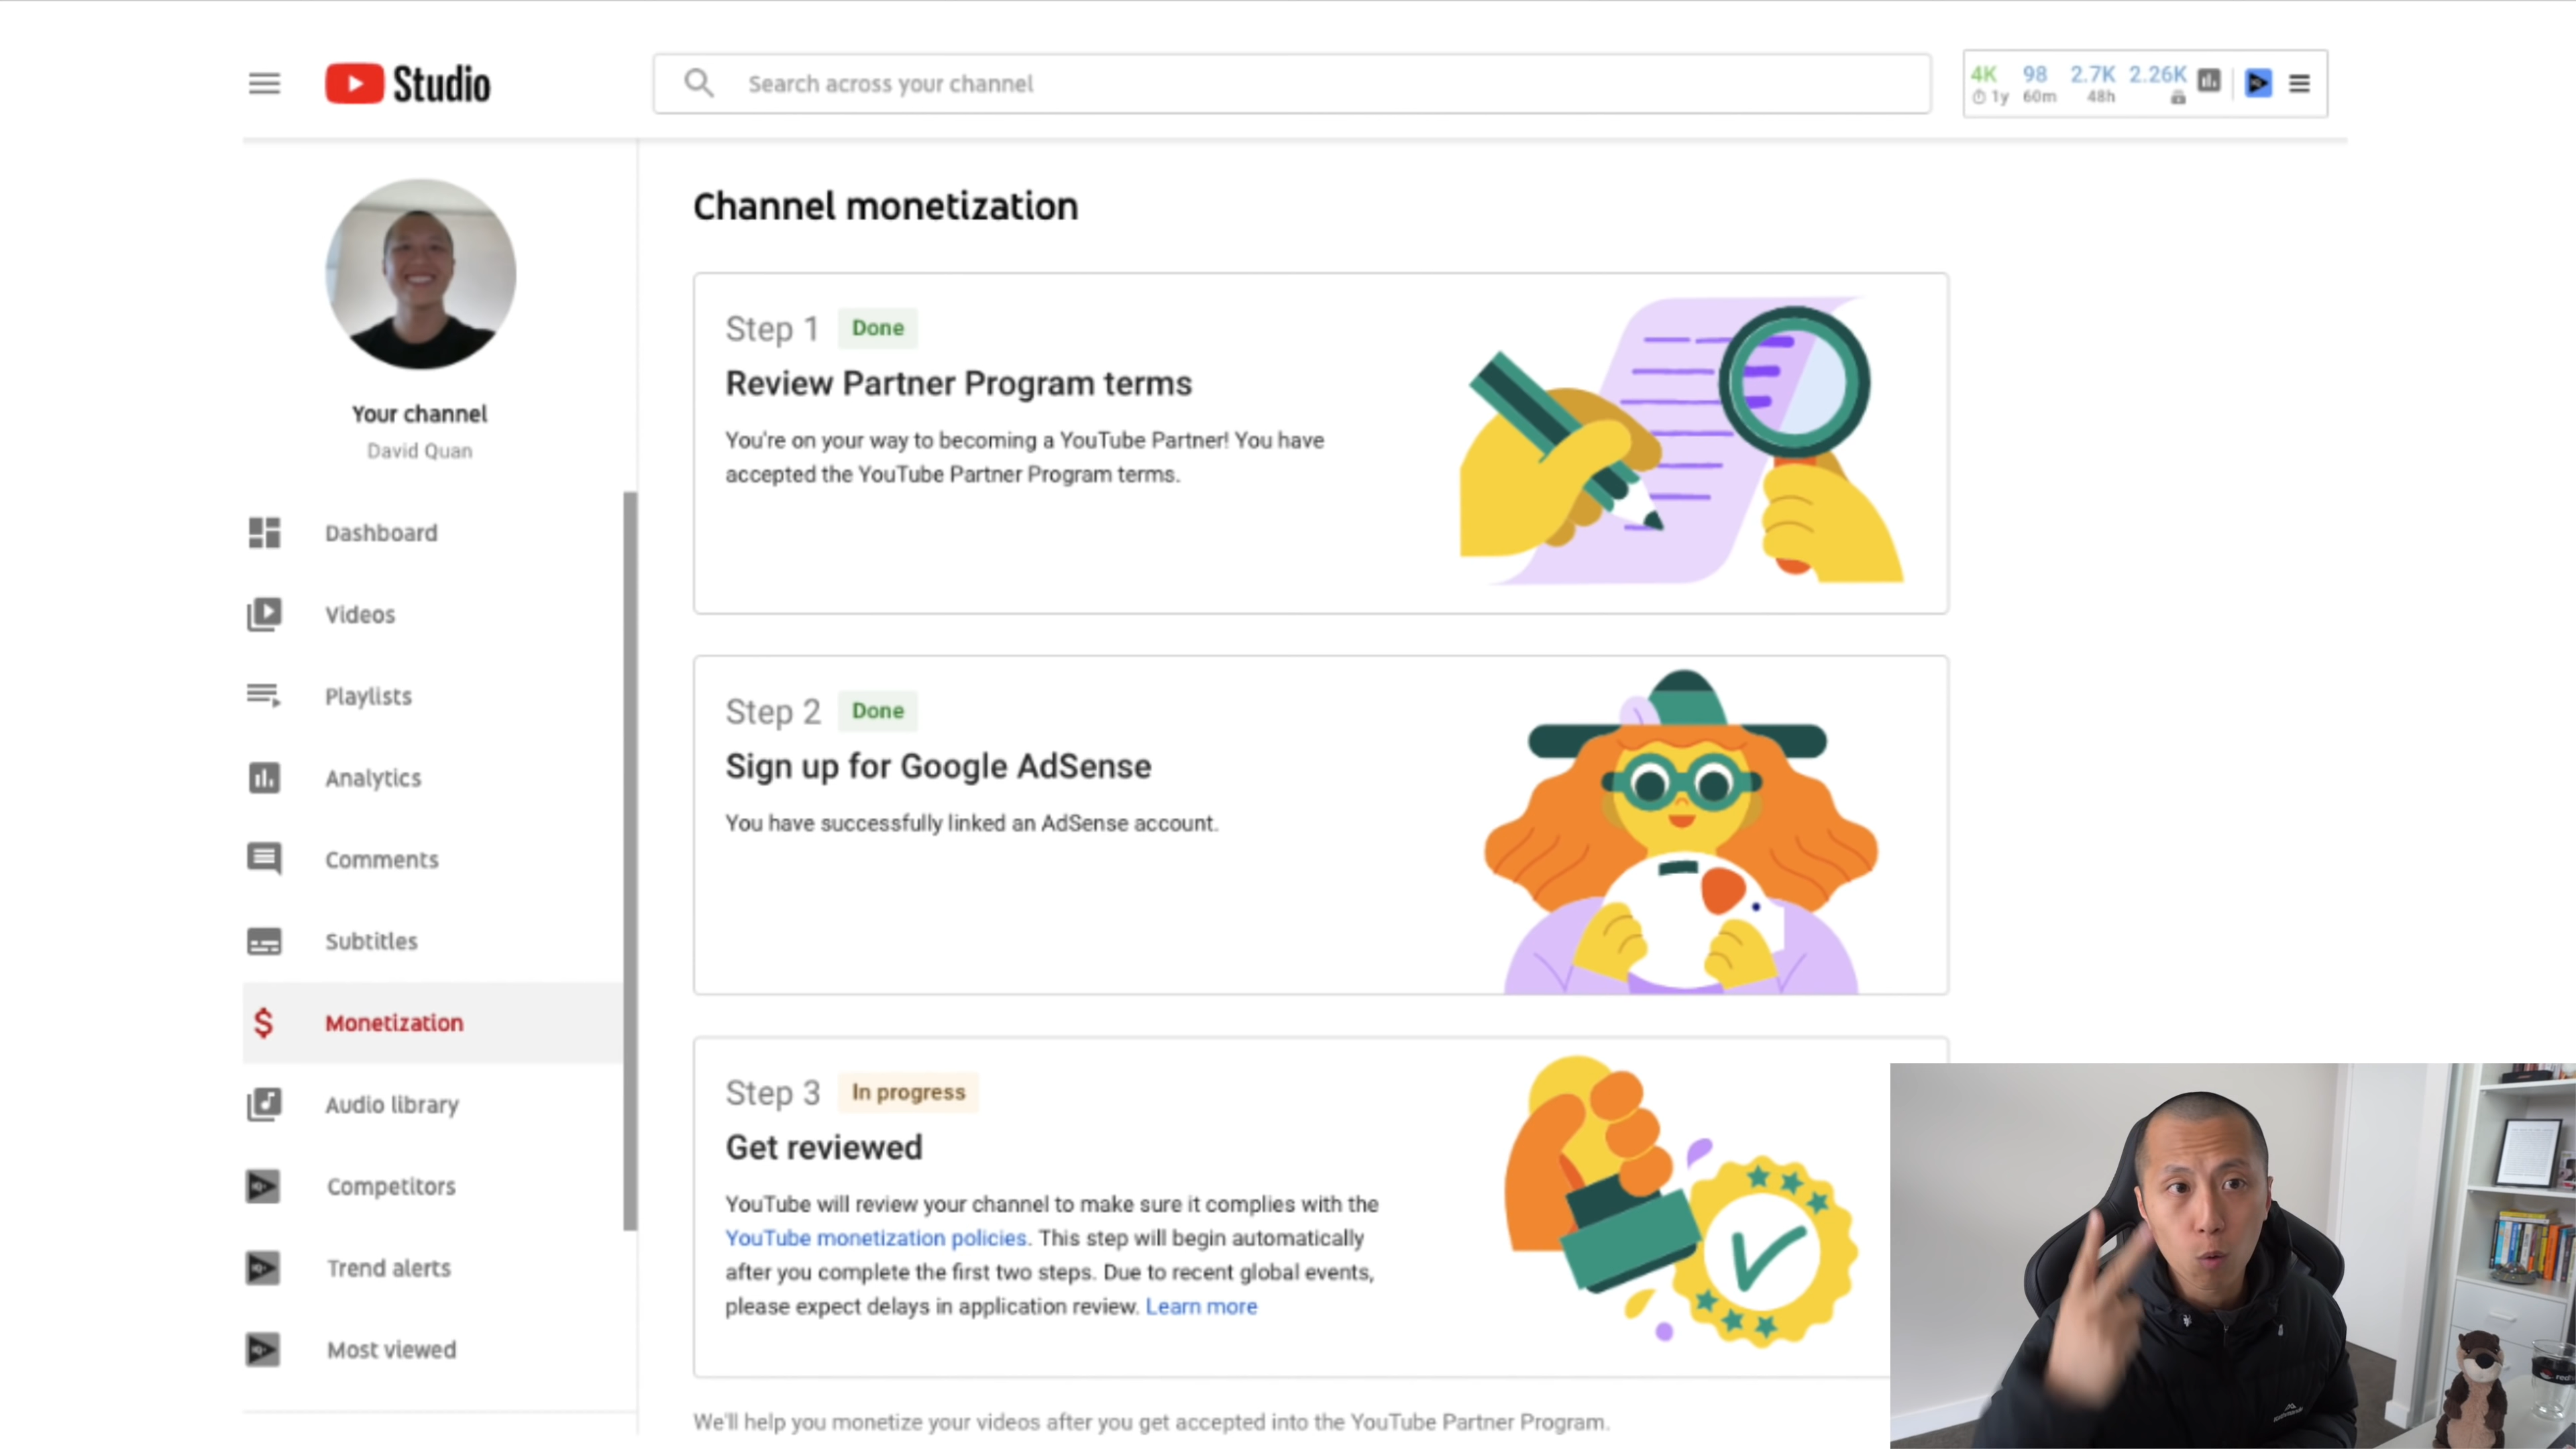 Studio
Search across your channel
4K 98 2.7K 2.26K
1y 60m 48h
Your channel
David Quan
Dashboard
Videos
Playlists
Analytics
Comments
Subtitles
Monetization
Audio library
Competitors
Trend alerts
Most viewed
Channel monetization
Step 1 Done
Review Partner Program terms
You're on your way to becoming a YouTube Partner! You have
accepted the YouTube Partner Program terms.
Step 2 Done
Sign up for Google AdSense
You have successfully linked an AdSense account.
Step 3 In progress
Get reviewed
YouTube will review your channel to make sure it complies with the
YouTube monetization policies. This step will begin automatically
after you complete the first two steps. Due to recent global events,
please expect delays in application review. Learn more
We'll help you monetize your videos after you get accepted into the YouTube Partner Program.